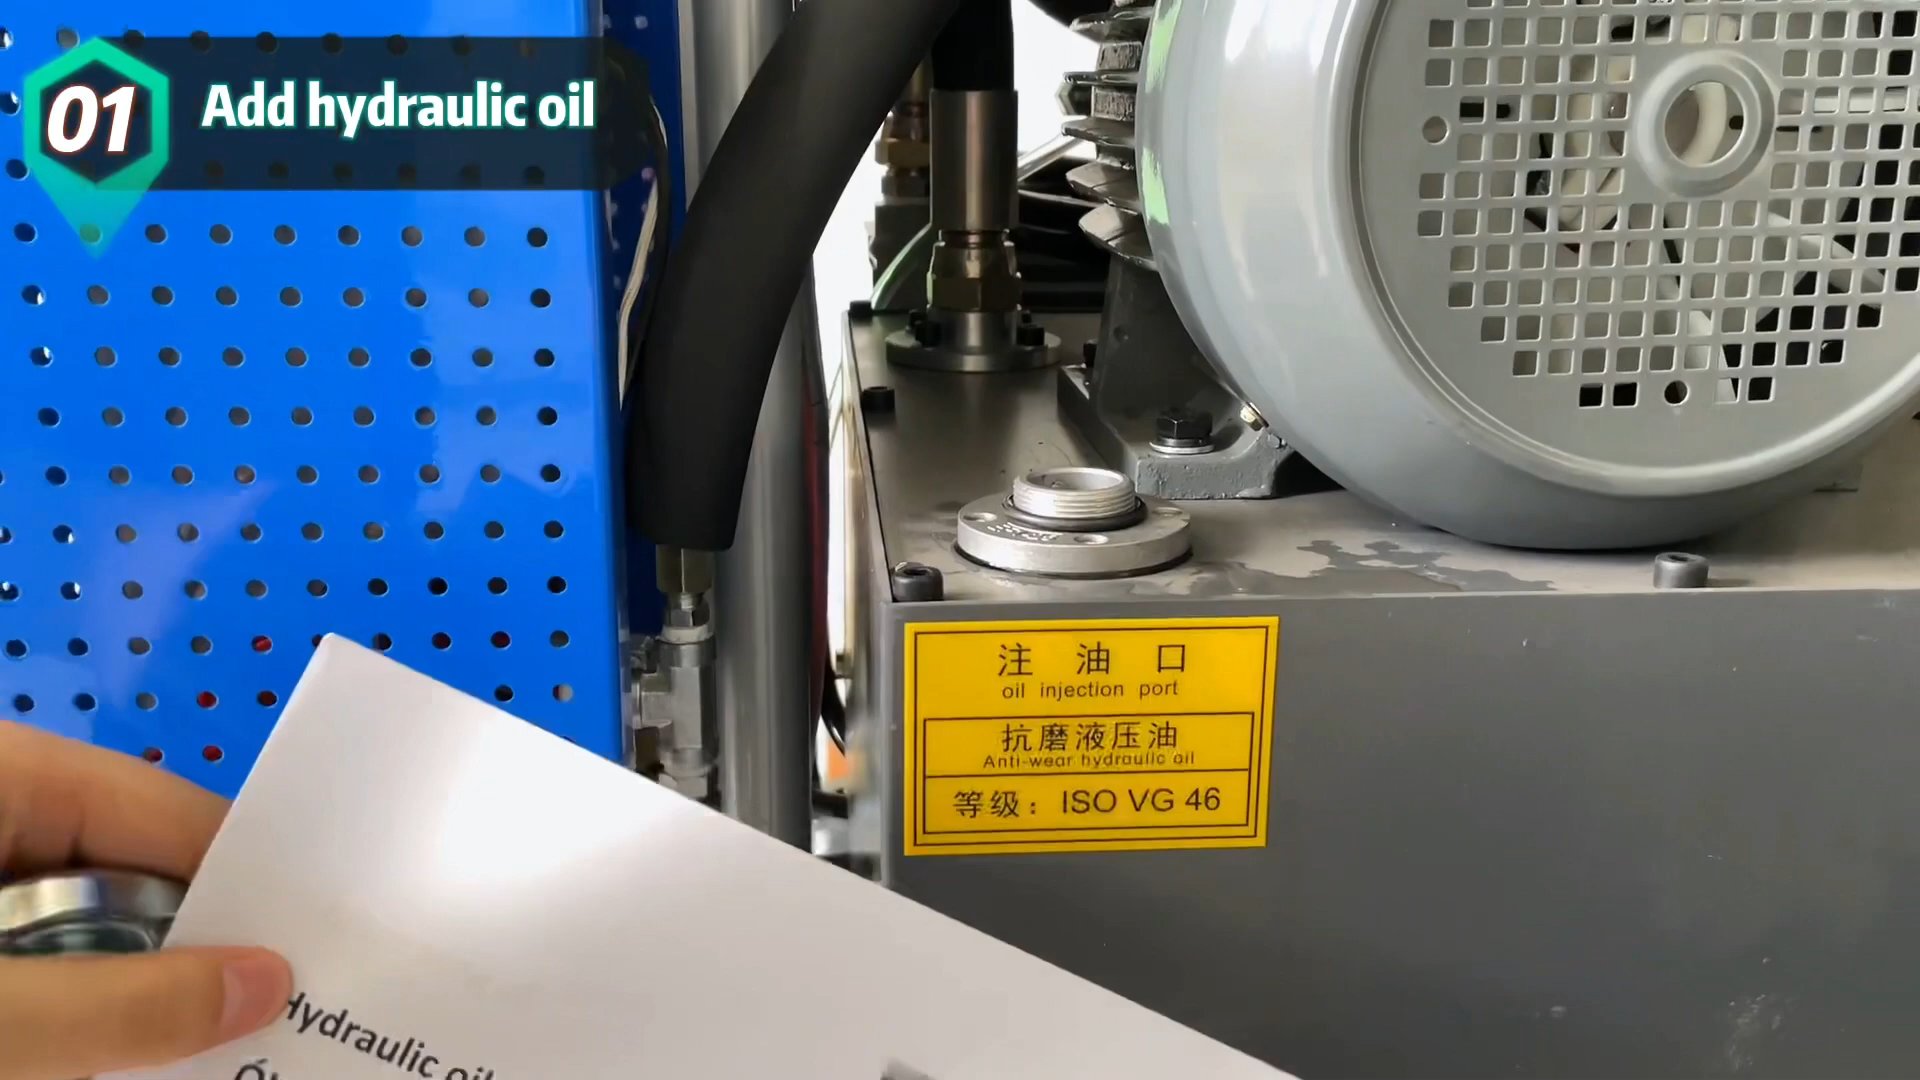 01
Add hydraulic oil
注 油 口
oil injection port
抗磨液压油
Anti-wear hydraulic oil
等级： ISO VG 46
Hydraulic oil